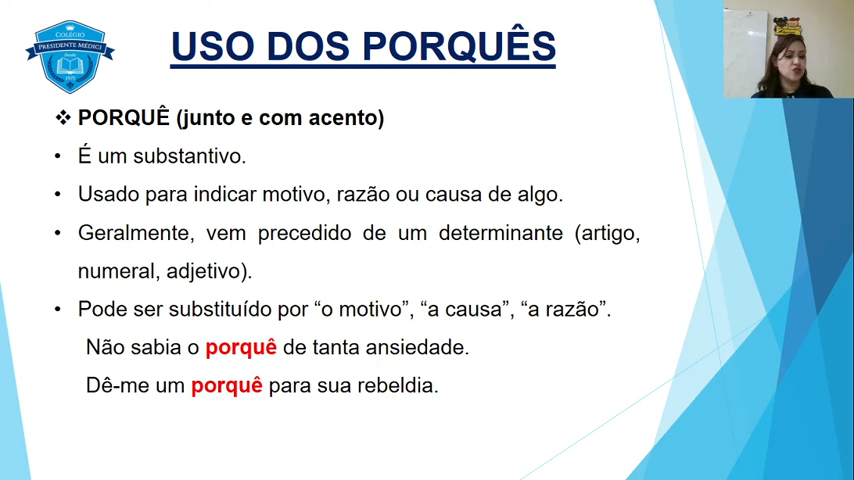 COLÉGIO
PRESIDENTE MÉDICI
USO DOS PORQUÊS
❖ PORQUÊ (junto e com acento)
• É um substantivo.
• Usado para indicar motivo, razão ou causa de algo.
• Geralmente, vem precedido de um determinante (artigo,
numeral, adjetivo).
• Pode ser substituído por “o motivo”, “a causa”, “a razão”.
Não sabia o porquê de tanta ansiedade.
Dê-me um porquê para sua rebeldia.